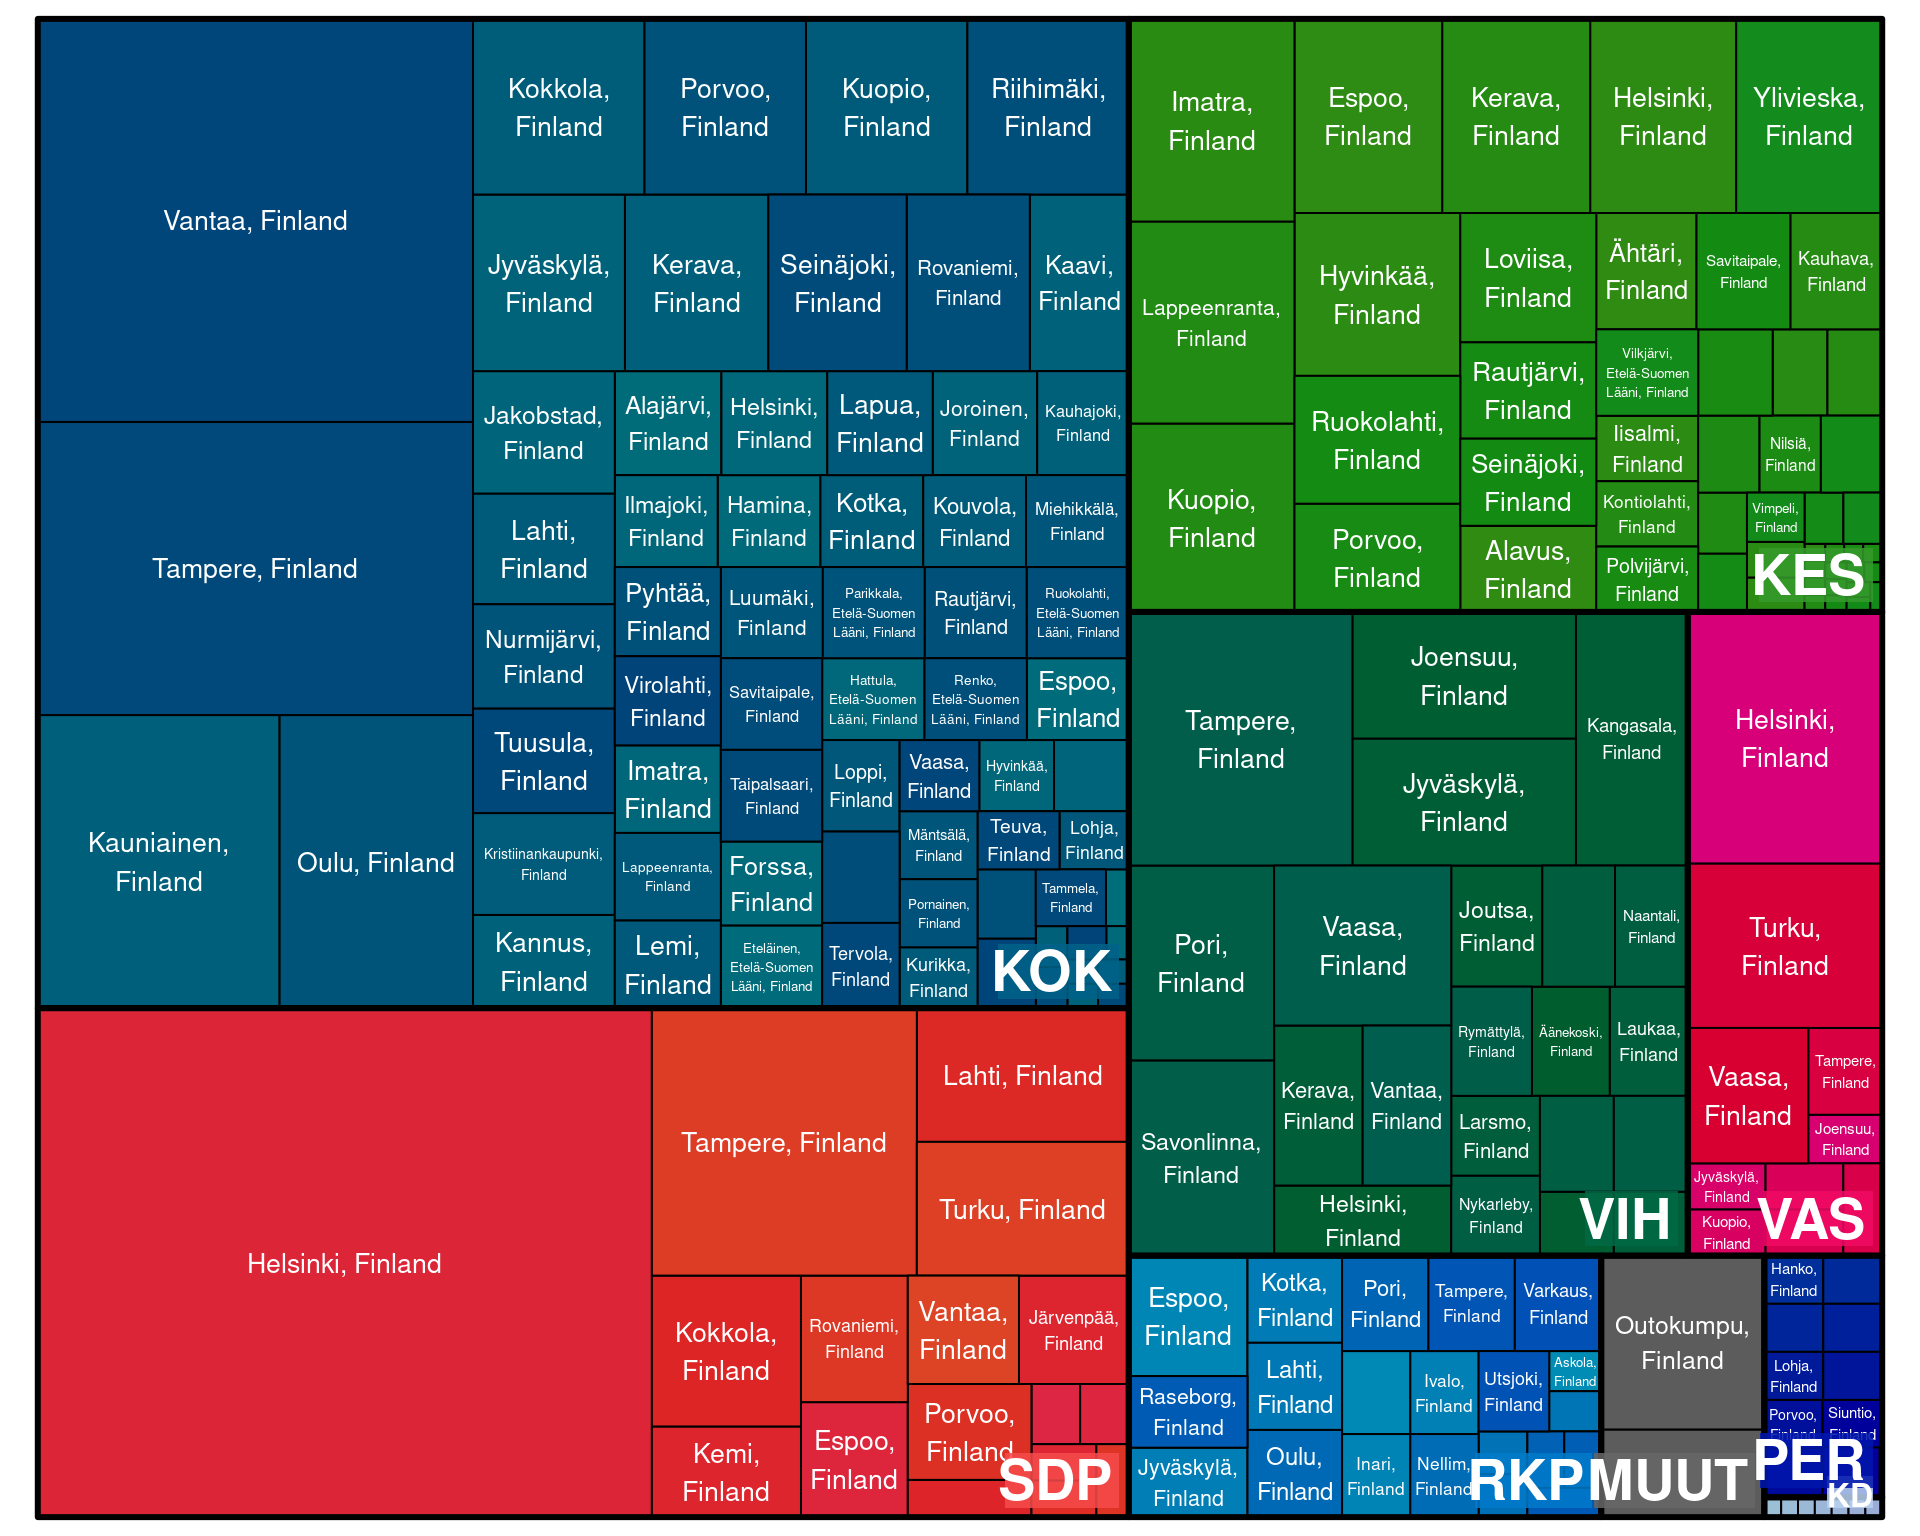 Vantaa, Finland
Tampere, Finland
Kauniainen,
Finland
Oulu, Finland
Kokkola,
Finland
Porvoo,
Finland
Kuopio,
Finland
Riihimäki,
Finland
Jyväskylä,
Finland
Kerava,
Finland
Seinäjoki,
Finland
Rovaniemi,
Finland
Kaavi,
Finland
Jakobstad,
Finland
Lahti,
Finland
Nurmijärvi,
Finland
Tuusula,
Finland
Kristiinankaupunki,
Finland
Kannus,
Finland
Alajärvi,
Finland
Helsinki,
Finland
Lapua,
Finland
Joroinen,
Finland
Kauhajoki,
Finland
Ilmajoki,
Finland
Hamina,
Finland
Kotka,
Finland
Kouvola,
Finland
Miehikkälä,
Finland
Pyhtää,
Finland
Luumäki,
Finland
Parikkala,
Etelä-Suomen
Lääni, Finland
Rautjärvi,
Finland
Ruokolahti,
Etelä-Suomen
Lääni, Finland
Virolahti,
Finland
Savitaipale,
Finland
Hattula,
Etelä-Suomen
Lääni, Finland
Renko,
Etelä-Suomen
Lääni, Finland
Espoo,
Finland
Imatra,
Finland
Taipalsaari,
Finland
Loppi,
Finland
Vaasa,
Finland
Hyvinkää,
Finland
Lappeenranta,
Finland
Forssa,
Finland
Mäntsälä,
Finland
Teuva,
Finland
Lohja,
Finland
Pornainen,
Finland
Tammela,
Finland
Lemi,
Finland
Eteläinen,
Etelä-Suomen
Lääni, Finland
Tervola,
Finland
Kurikka,
Finland
KOK
Helsinki, Finland
Tampere, Finland
Lahti, Finland
Turku, Finland
Kokkola,
Finland
Kemi,
Finland
Rovaniemi,
Finland
Espoo,
Finland
Vantaa,
Finland
Järvenpää,
Finland
Porvoo,
Finland
SDP
Imatra,
Finland
Lappeenranta,
Finland
Kuopio,
Finland
Espoo,
Finland
Kerava,
Finland
Helsinki,
Finland
Ylivieska,
Finland
Hyvinkää,
Finland
Ruokolahti,
Finland
Porvoo,
Finland
Loviisa,
Finland
Rautjärvi,
Finland
Seinäjoki,
Finland
Alavus,
Finland
Ähtäri,
Finland
Savitaipale,
Finland
Kauhava,
Finland
Vilkjärvi,
Etelä-Suomen
Lääni, Finland
Iisalmi,
Finland
Kontiolahti,
Finland
Polvijärvi,
Finland
Nilsiä,
Finland
Vimpeli,
Finland
KES
Tampere,
Finland
Joensuu,
Finland
Jyväskylä,
Finland
Kangasala,
Finland
Pori,
Finland
Savonlinna,
Finland
Vaasa,
Finland
Kerava,
Finland
Vantaa,
Finland
Helsinki,
Finland
Joutsa,
Finland
Naantali,
Finland
Rymättylä,
Finland
Äänekoski,
Finland
Laukaa,
Finland
Larsmo,
Finland
Nykarleby,
Finland
VIH
Helsinki,
Finland
Turku,
Finland
Vaasa,
Finland
Tampere,
Finland
Joensuu,
Finland
Jyväskylä,
Finland
Kuopio,
Finland
VAS
Espoo,
Finland
Raseborg,
Finland
Jyväskylä,
Finland
Kotka,
Finland
Lahti,
Finland
Oulu,
Finland
Pori,
Finland
Tampere,
Finland
Varkaus,
Finland
Ivalo,
Finland
Utsjoki,
Finland
Askola,
Finland
Inari,
Finland
Nellim,
Finland
RKP
Outokumpu,
Finland
MUUT
Hanko,
Finland
Lohja,
Finland
Porvoo,
Finland
Siuntio,
Finland
PER
KD